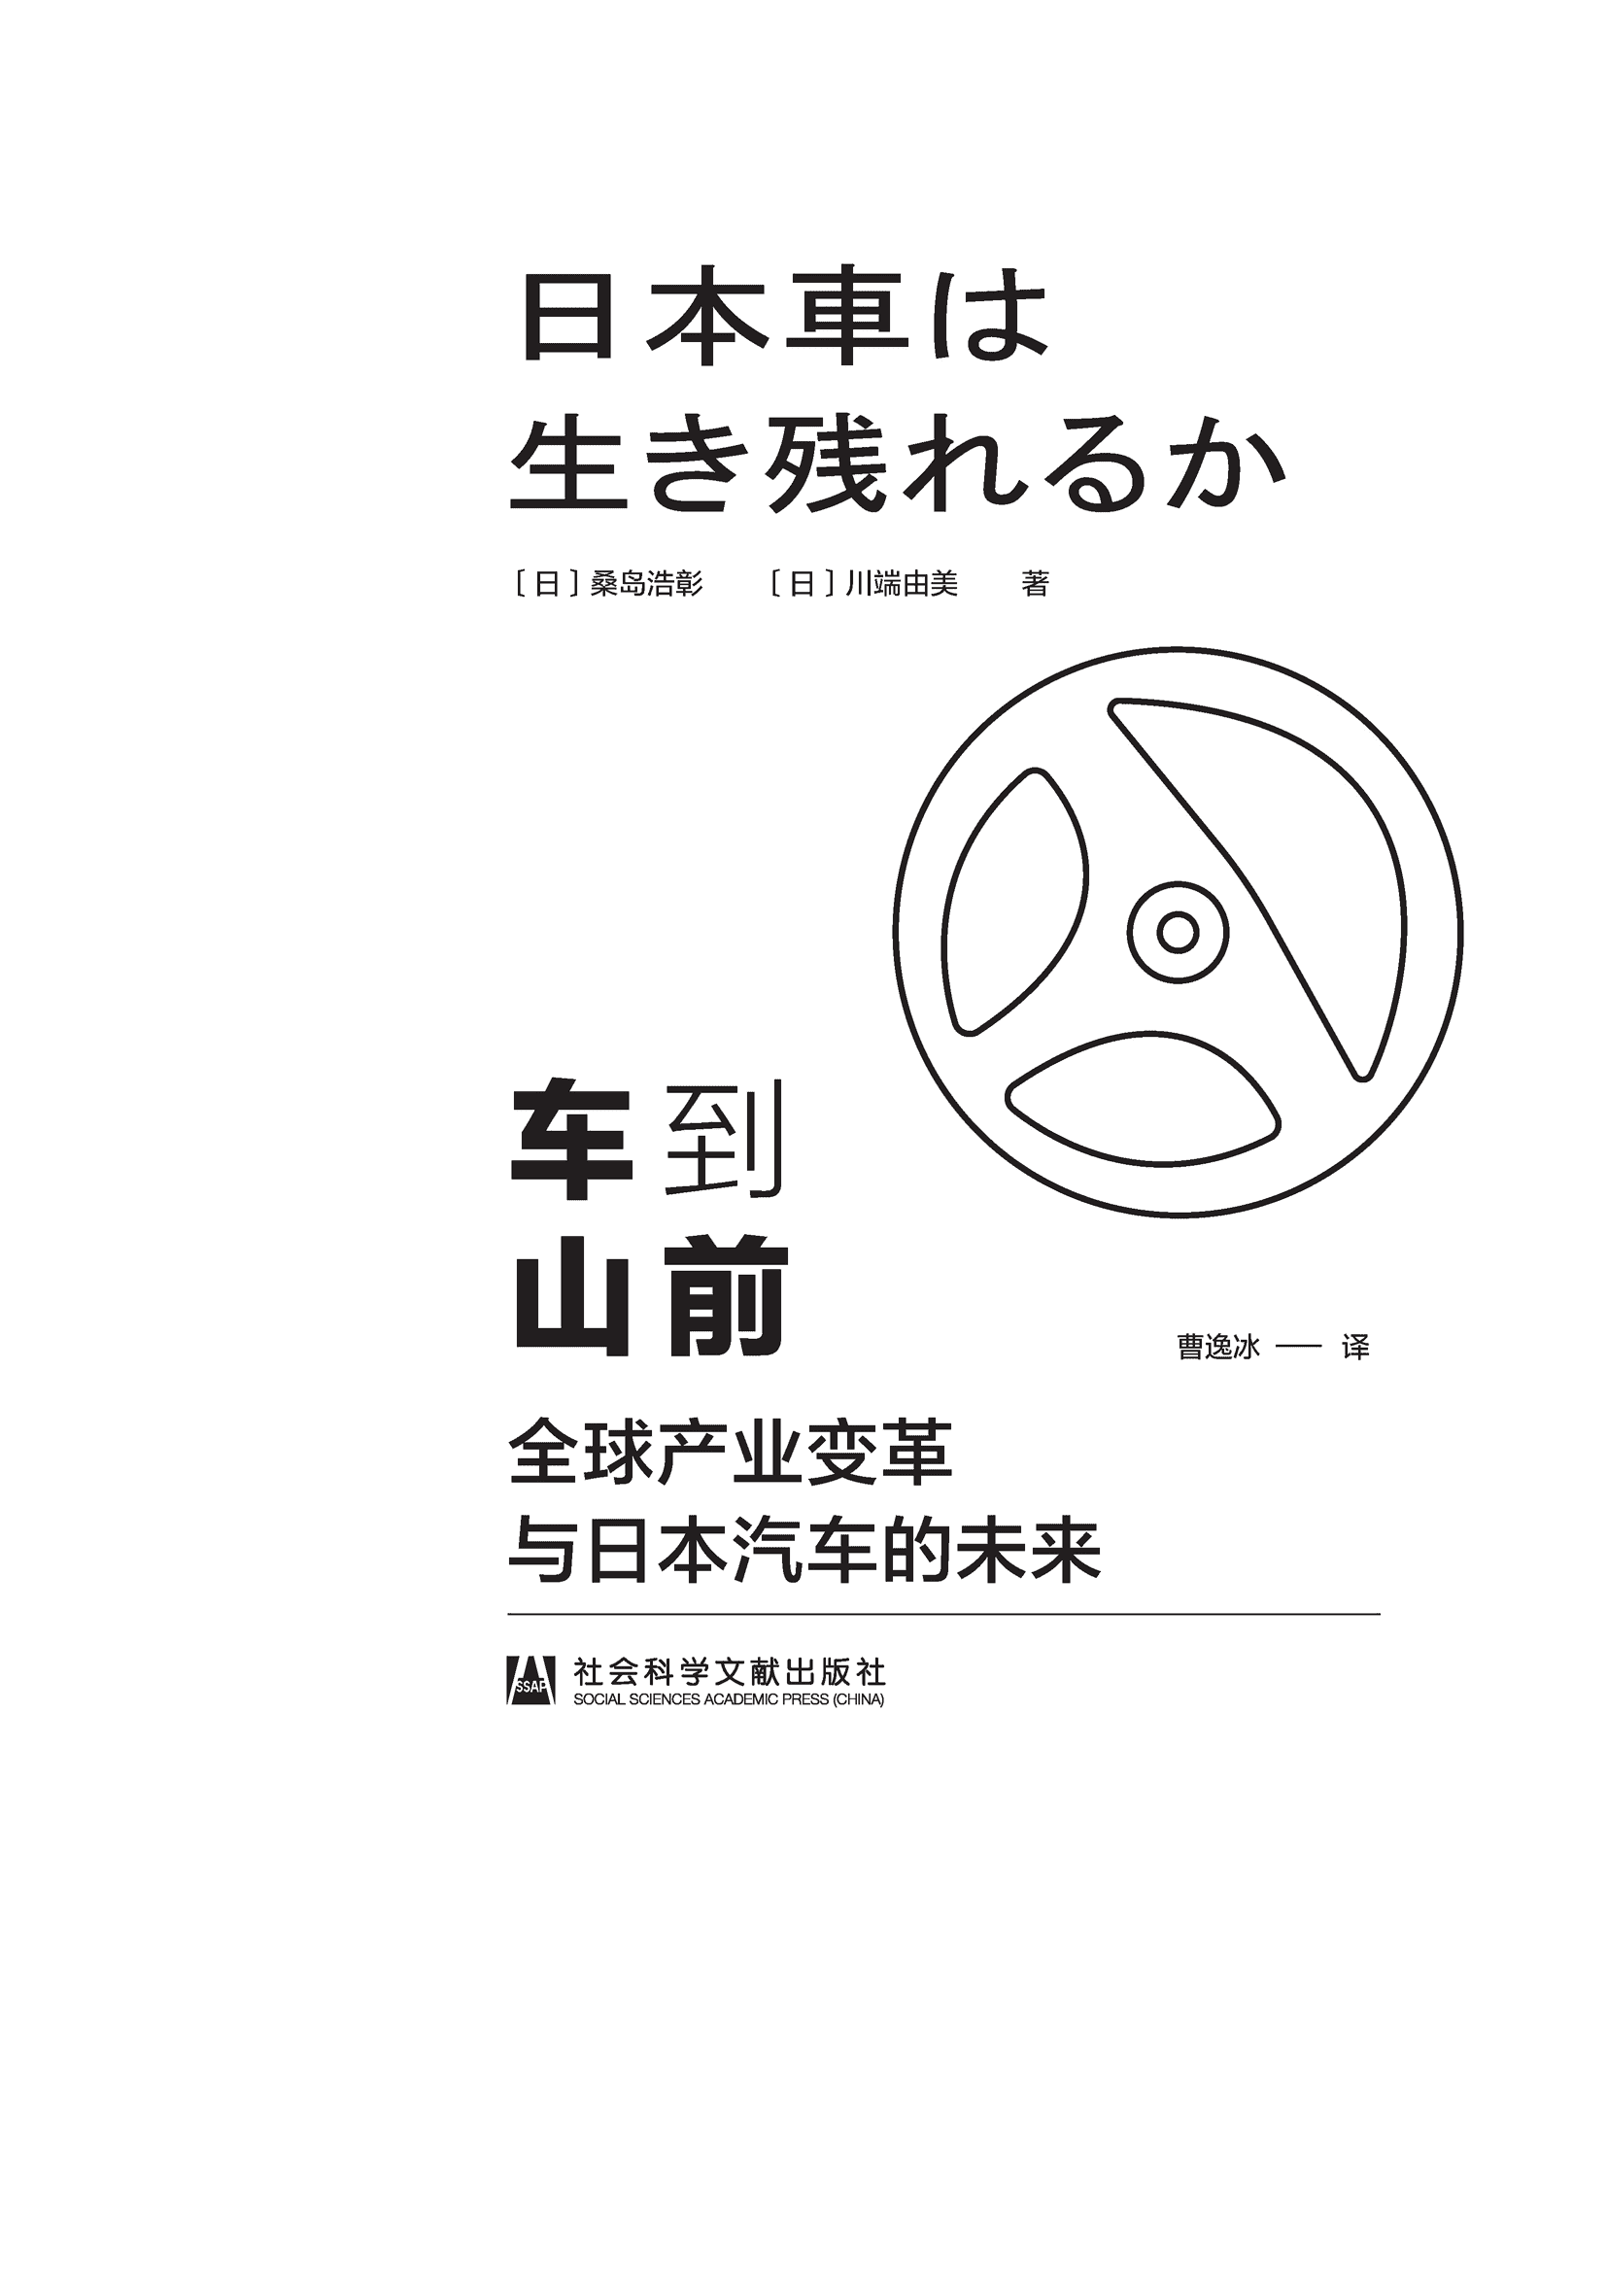 日本車は
生き残れるか
［日］桑岛浩彰　［日］川端由美　著
车到
山前
曹逸冰 —— 译
全球产业变革
与日本汽车的未来
SSAP
社会科学文献出版社
SOCIAL SCIENCES ACADEMIC PRESS (CHINA)